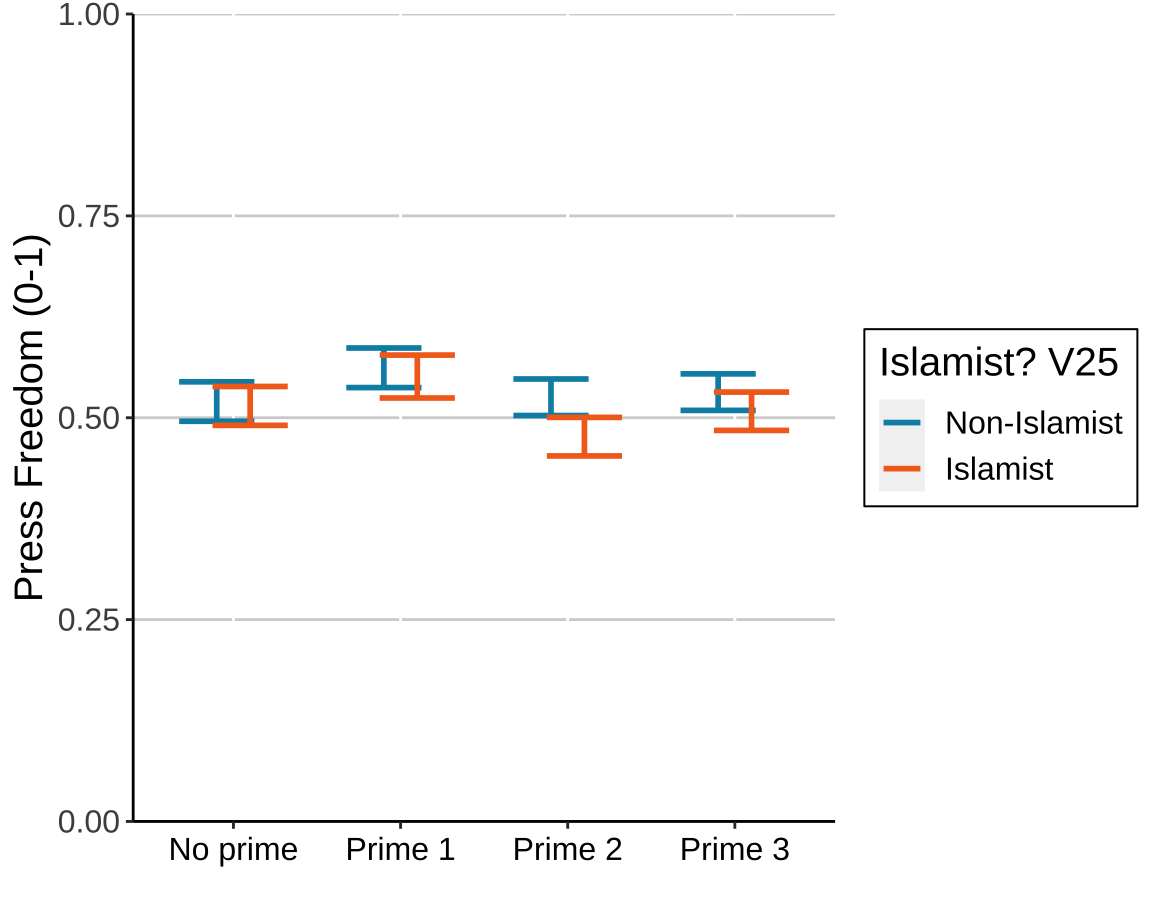 1.00
0.75
0.50
0.25
0.00
Press Freedom (0-1)
No prime
Prime 1
Prime 2
Prime 3
Islamist? V25
Non-Islamist
Islamist